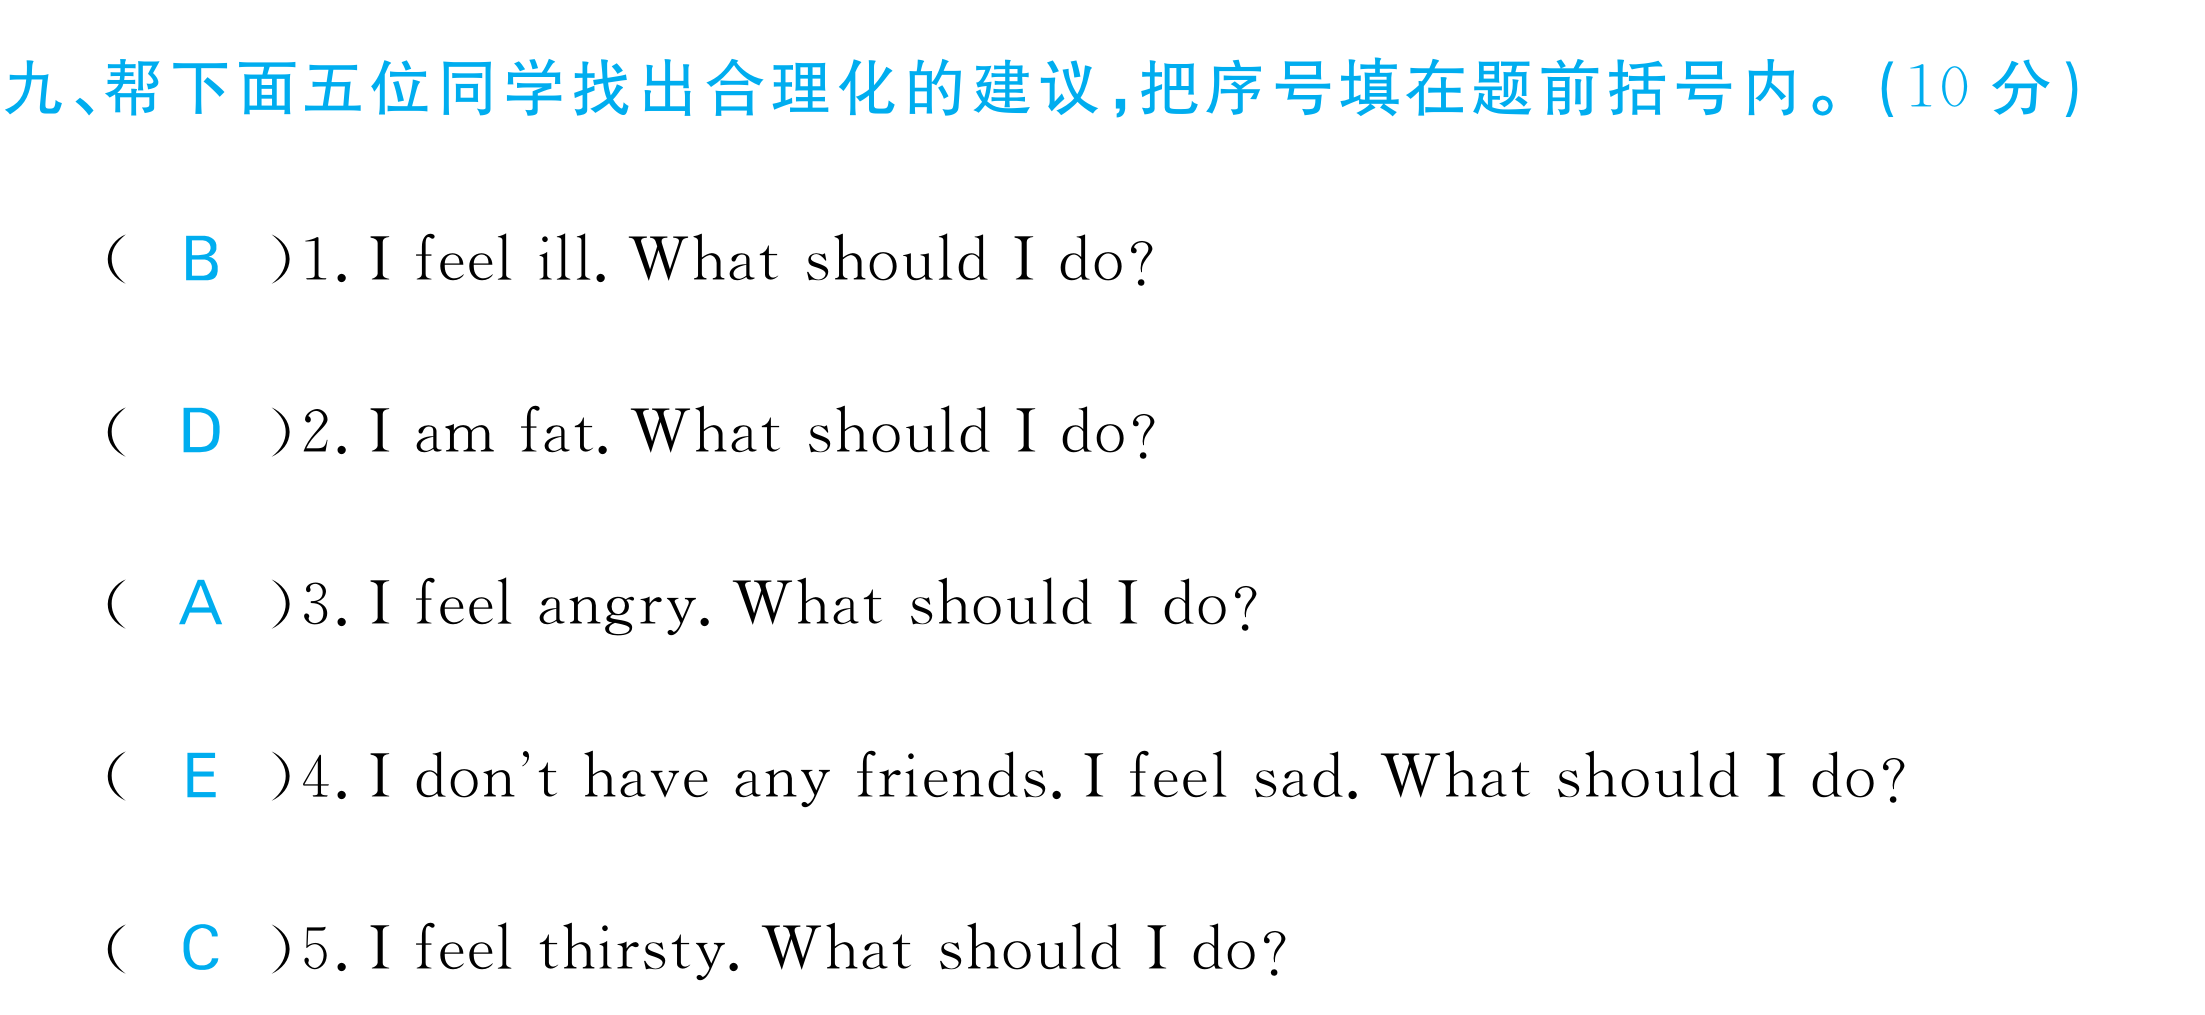 九、帮下面五位同学找出合理化的建议,把序号填在题前括号内。(10 分)
( B )1. I feel ill. What should I do?
( D )2. I am fat. What should I do?
( A )3. I feel angry. What should I do?
( E )4. I don't have any friends. I feel sad. What should I do?
( C )5. I feel thirsty. What should I do?